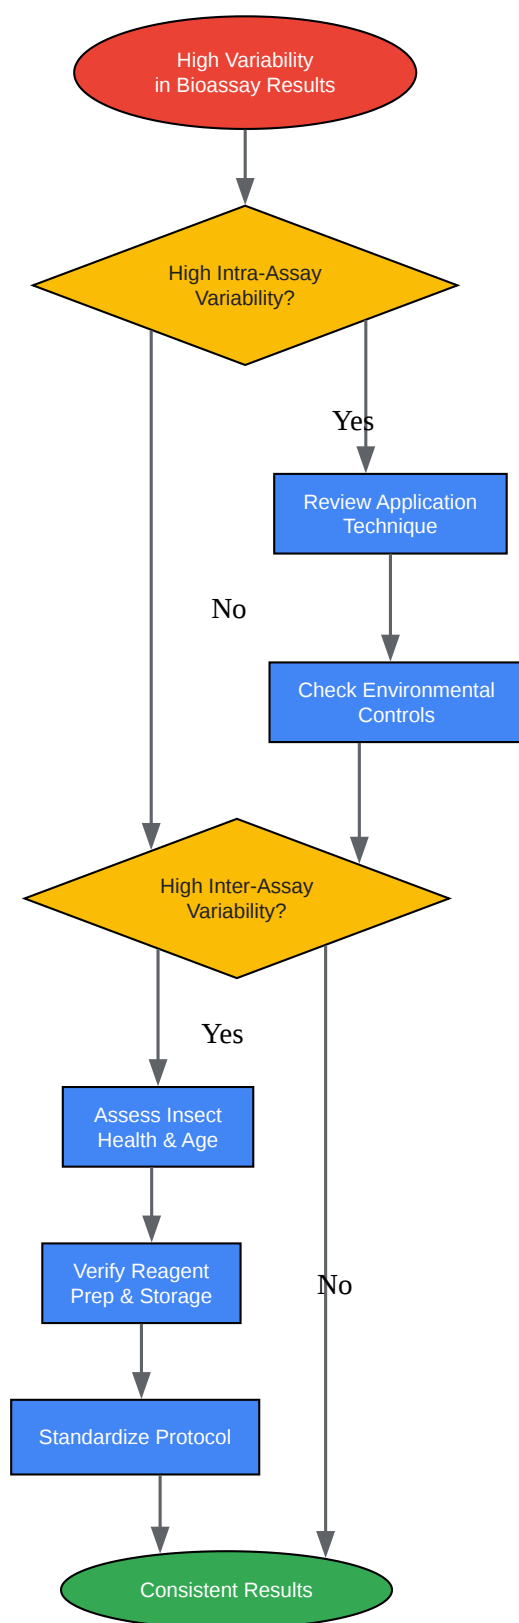 High Variability
in Bioassay Results
High Intra-Assay
Variability?
Yes
Review Application
Technique
No
Check Environmental
Controls
High Inter-Assay
Variability?
Yes
Assess Insect
Health & Age
Verify Reagent
Prep & Storage
No
Standardize Protocol
Consistent Results